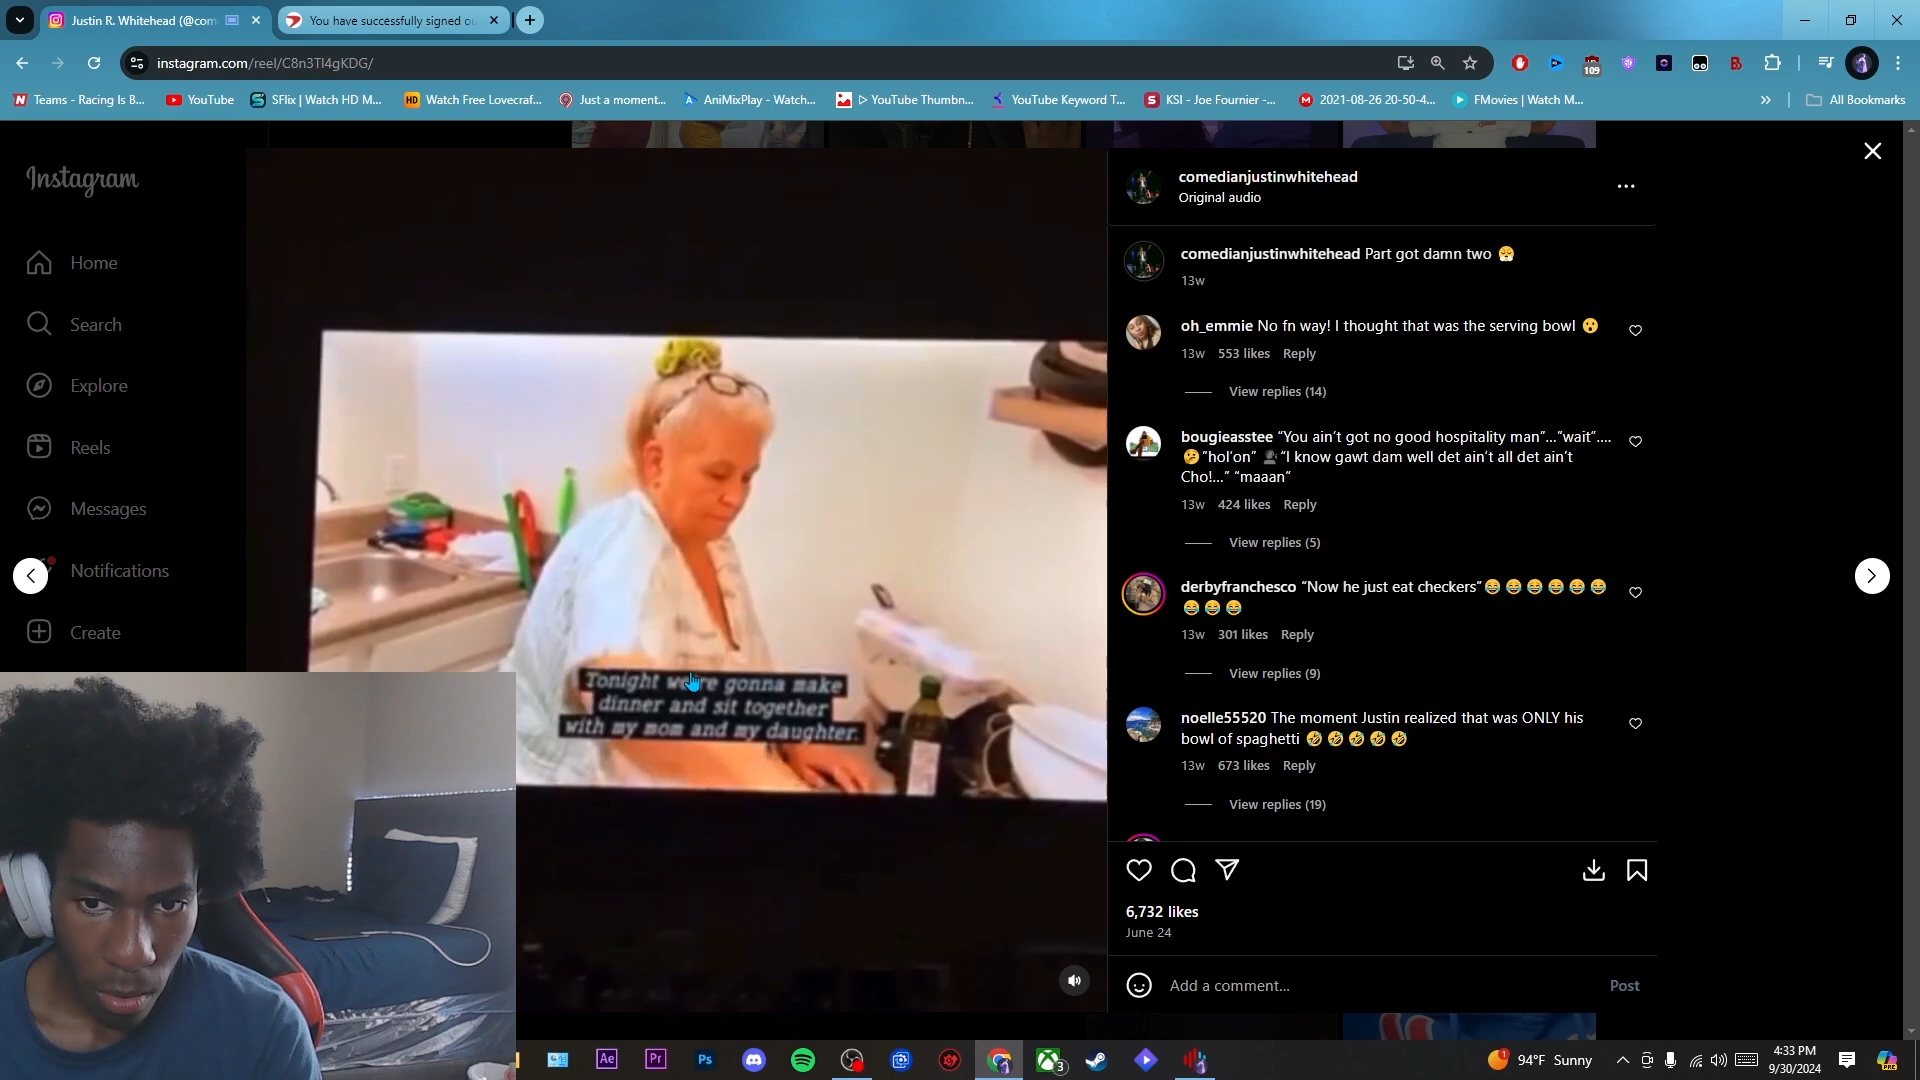 Justin R. Whitehead (@com
You have successfully signed ou
instagram.com/reel/C8n3Tl4gKDG/
109
Teams - Racing Is B...
YouTube
SFlix | Watch HD M...
Watch Free Lovecraf...
Just a moment...
AniMixPlay - Watch...
▷ YouTube Thumbn...
YouTube Keyword T...
KSI - Joe Fournier -...
2021-08-26 20-50-4...
FMovies | Watch M...
»
All Bookmarks
Instagram
Home
Search
Explore
Reels
Messages
Notifications
Create
Tonight we're gonna make
dinner and sit together
with my mom and my daughter.
comedianjustinwhitehead
Original audio
comedianjustinwhitehead Part got damn two 😤
13w
oh_emmie No fn way! I thought that was the serving bowl 😮
13w 553 likes Reply
View replies (14)
bougieasstee “You ain’t got no good hospitality man”...”wait”....
🤔”hol’on” 🗣“I know gawt dam well det ain’t all det ain’t
Cho!...” “maaan”
13w 424 likes Reply
View replies (5)
derbyfranchesco “Now he just eat checkers”😂😂😂😂😂😂
😂😂😂
13w 301 likes Reply
View replies (9)
noelle55520 The moment Justin realized that was ONLY his
bowl of spaghetti 🤣🤣🤣🤣🤣
13w 673 likes Reply
View replies (19)
6,732 likes
June 24
Add a comment...
Post
Ae
Pr
Ps
3
1
94°F Sunny
4:33 PM
9/30/2024
PRE